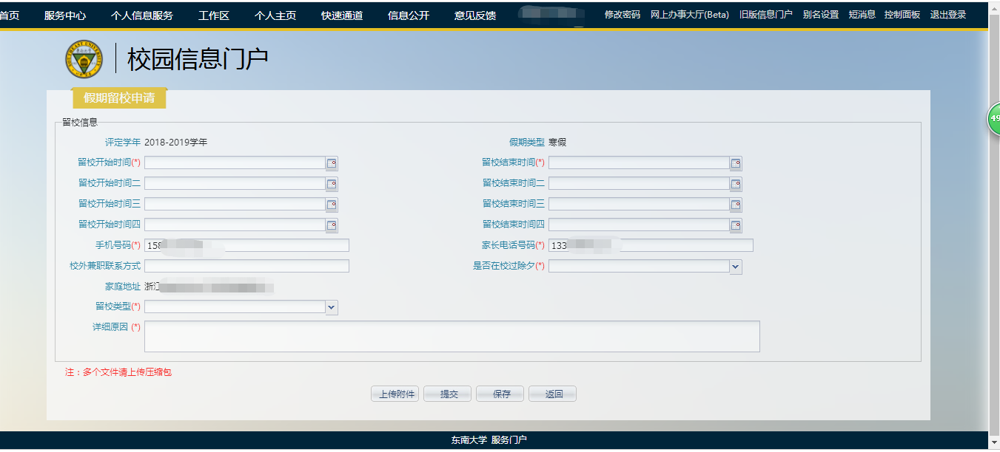 首页 服务中心 个人信息服务 工作区 个人主页 快速通道 信息公开 意见反馈 修改密码 网上办事大厅(Beta) 旧版信息门户 别名设置 短消息 控制面板 退出登录
校园信息门户
假期留校申请
留校信息
评定学年 2018-2019学年 假期类型 寒假
留校开始时间(*) 留校结束时间(*)
留校开始时间二 留校结束时间二
留校开始时间三 留校结束时间三
留校开始时间四 留校结束时间四
手机号码(*) 158 家长电话号码(*) 133
校外兼职联系方式 是否在校过除夕(*)
家庭地址 浙江
留校类型(*)
详细原因 (*)
注：多个文件请上传压缩包
上传附件 提交 保存 返回
东南大学 服务门户
49